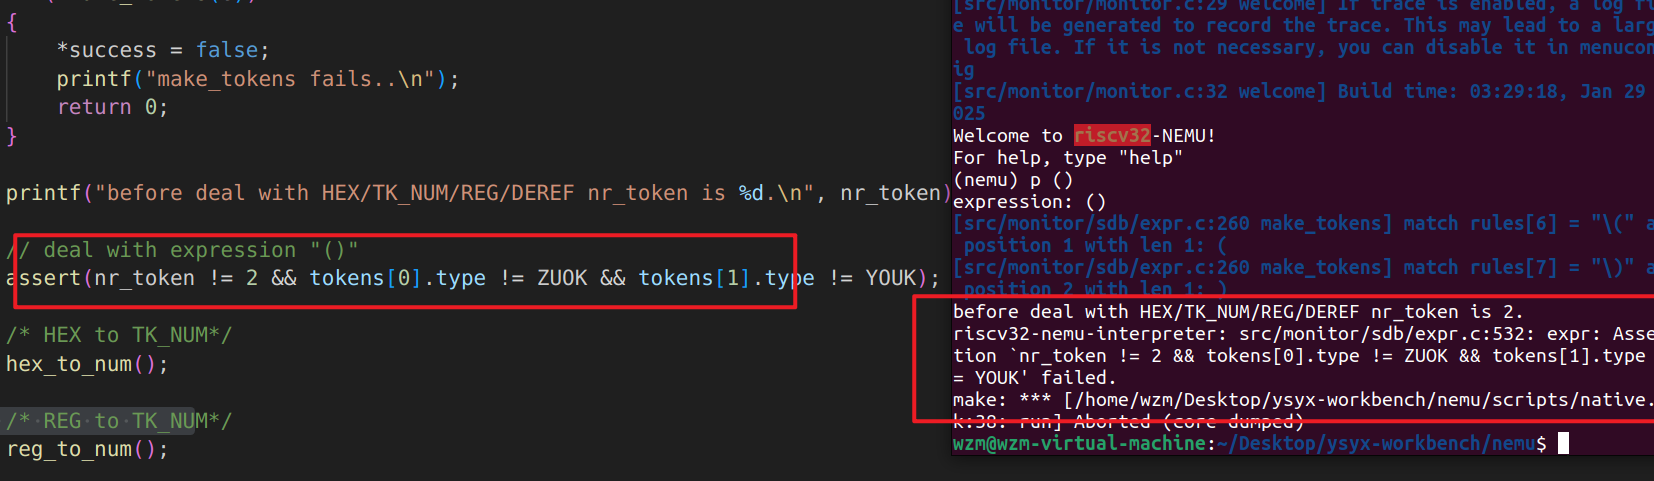 {
*success = false;
printf("make_tokens fails..\n");
return 0;
}
printf("before deal with HEX/TK_NUM/REG/DEREF nr_token is %d.\n", nr_token)
// deal with expression "()"
assert(nr_token != 2 && tokens[0].type != ZUOK && tokens[1].type != YOUK);
/* HEX to TK_NUM*/
hex_to_num();
/* REG to TK_NUM*/
reg_to_num();
[src/monitor/monitor.c:29 welcome] If trace is enabled, a log fi
e will be generated to record the trace. This may lead to a larg
log file. If it is not necessary, you can disable it in menucon
ig
[src/monitor/monitor.c:32 welcome] Build time: 03:29:18, Jan 29
025
Welcome to riscv32-NEMU!
For help, type "help"
(nemu) p ()
expression: ()
[src/monitor/sdb/expr.c:260 make_tokens] match rules[6] = "\(" a
position 1 with len 1: (
[src/monitor/sdb/expr.c:260 make_tokens] match rules[7] = "\)" a
position 2 with len 1: )
before deal with HEX/TK_NUM/REG/DEREF nr_token is 2.
riscv32-nemu-interpreter: src/monitor/sdb/expr.c:532: expr: Asse
tion `nr_token != 2 && tokens[0].type != ZUOK && tokens[1].type
= YOUK' failed.
make: *** [/home/wzm/Desktop/ysyx-workbench/nemu/scripts/native.
k:38: run] Aborted (core dumped)
wzm@wzm-virtual-machine:~/Desktop/ysyx-workbench/nemu$